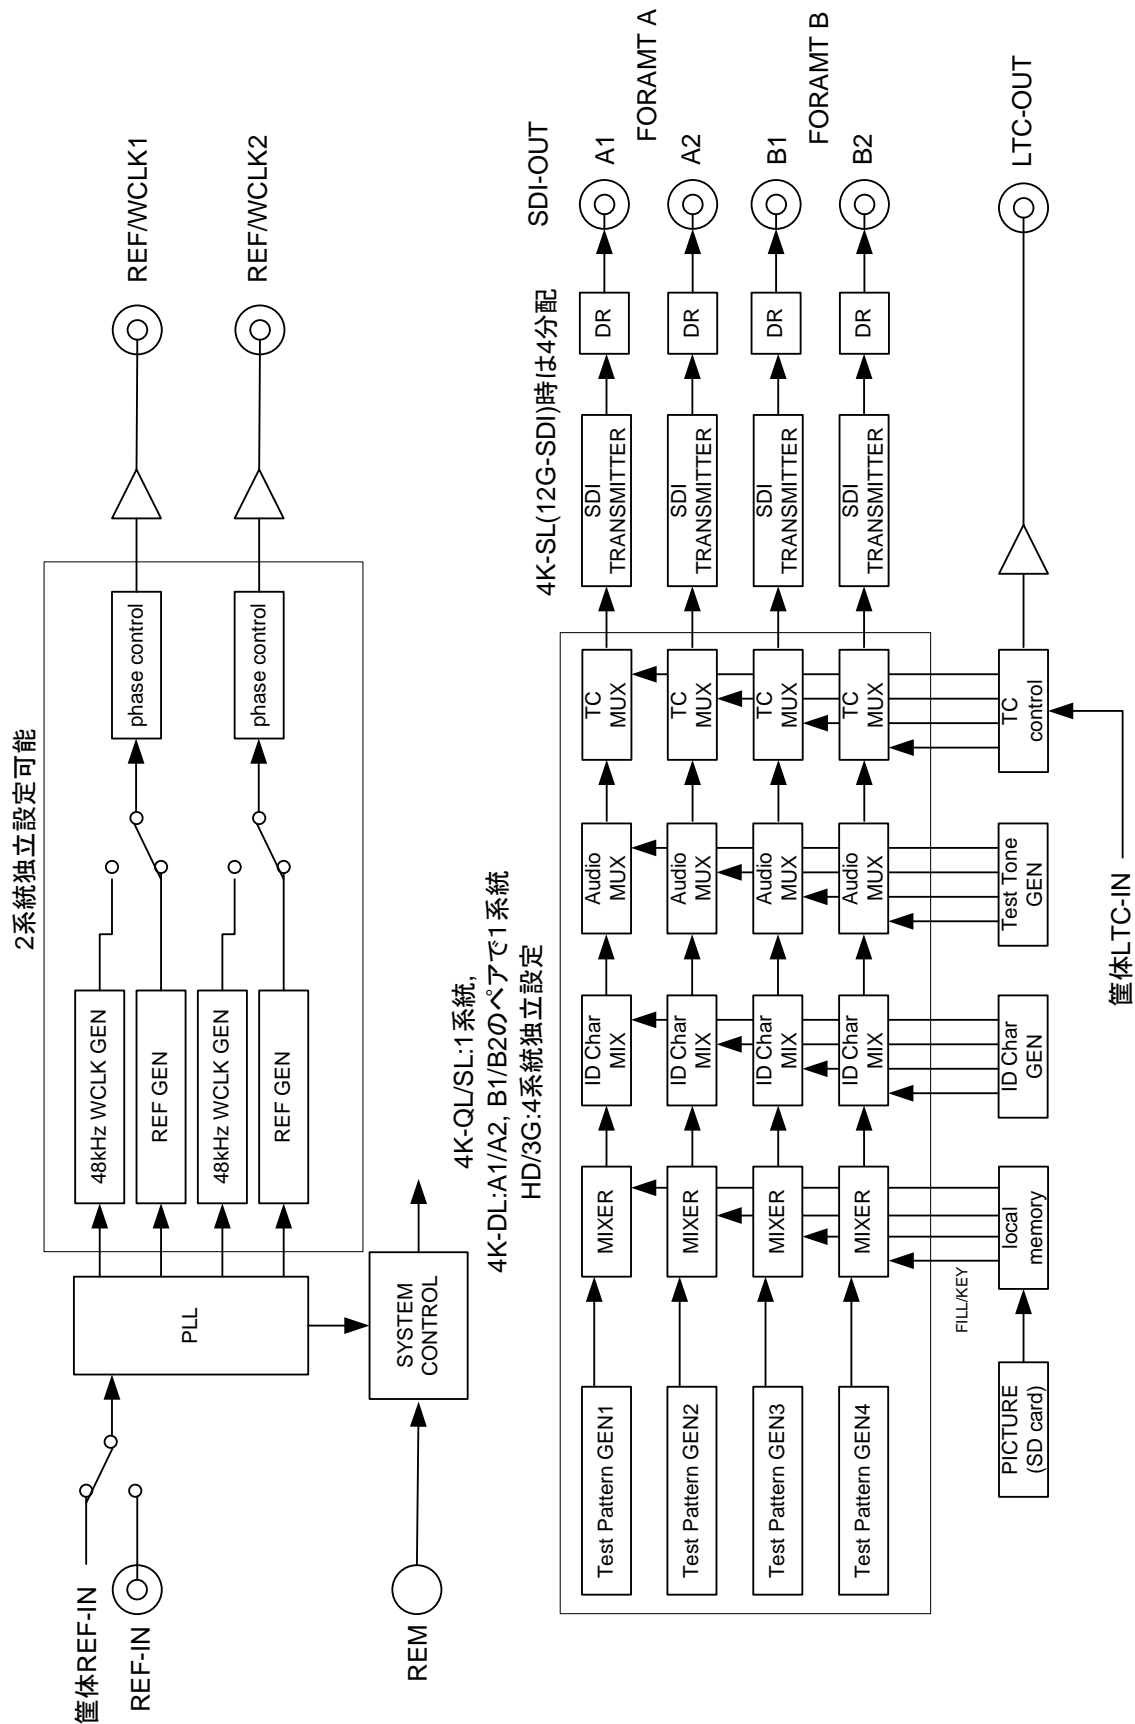 筐体REF-IN
REF-IN
PLL
48kHz WCLK GEN
REF GEN
48kHz WCLK GEN
REF GEN
2系統独立設定可能
phase control
phase control
REF/WCLK1
REF/WCLK2
REM
SYSTEM
CONTROL
4K-QL/SL:1系統,
4K-DL:A1/A2, B1/B2のペアで1系統
HD/3G:4系統独立設定
4K-SL(12G-SDI)時は4分配
SDI-OUT
Test Pattern GEN1
MIXER
ID Char
MIX
Audio
MUX
TC
MUX
SDI
TRANSMITTER
DR
A1
FORAMT A
Test Pattern GEN2
MIXER
ID Char
MIX
Audio
MUX
TC
MUX
SDI
TRANSMITTER
DR
A2
Test Pattern GEN3
MIXER
ID Char
MIX
Audio
MUX
TC
MUX
SDI
TRANSMITTER
DR
B1
FORAMT B
Test Pattern GEN4
MIXER
ID Char
MIX
Audio
MUX
TC
MUX
SDI
TRANSMITTER
DR
B2
FILL/KEY
PICTURE
(SD card)
local
memory
ID Char
GEN
Test Tone
GEN
TC
control
LTC-OUT
筐体LTC-IN